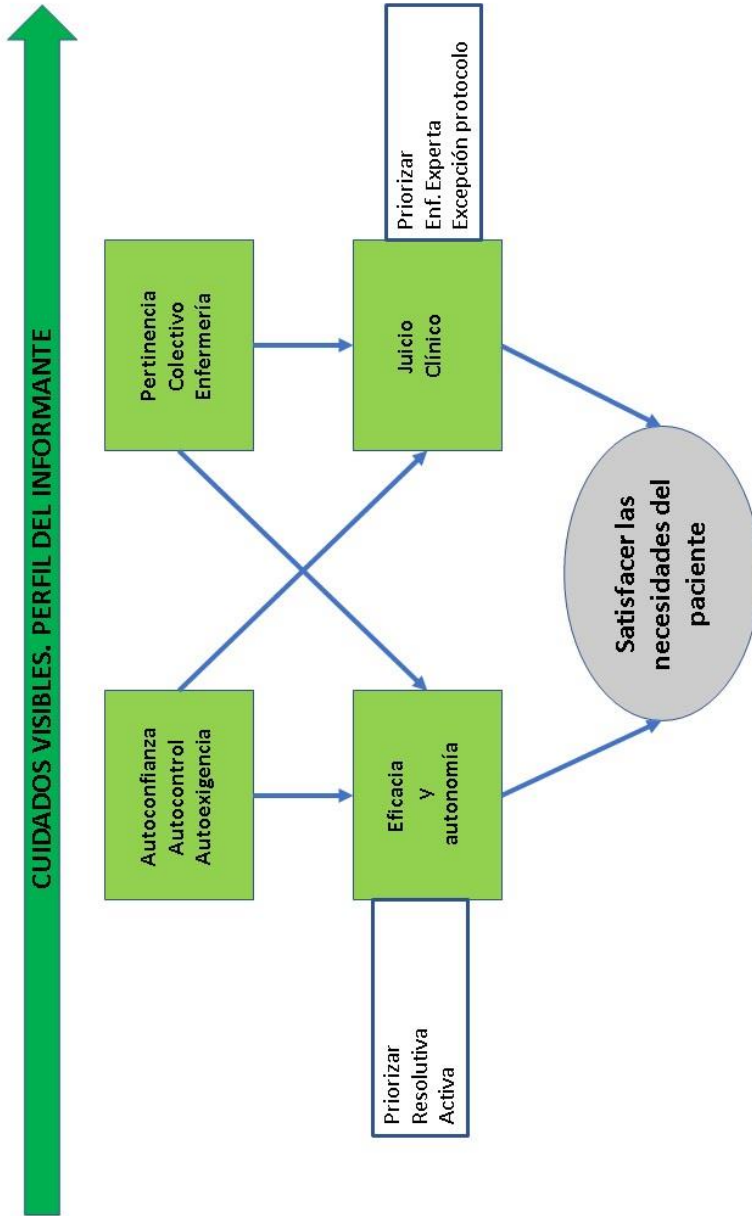 CUIDADOS VISIBLES. PERFIL DEL INFORMANTE
Autoconfianza
Autocontrol
Autoexigencia
Pertinencia
Colectivo
Enfermería
Priorizar
Resolutiva
Activa
Eficacia
y
autonomía
Juicio
Clínico
Priorizar
Enf. Experta
Excepción protocolo
Satisfacer las
necesidades del
paciente